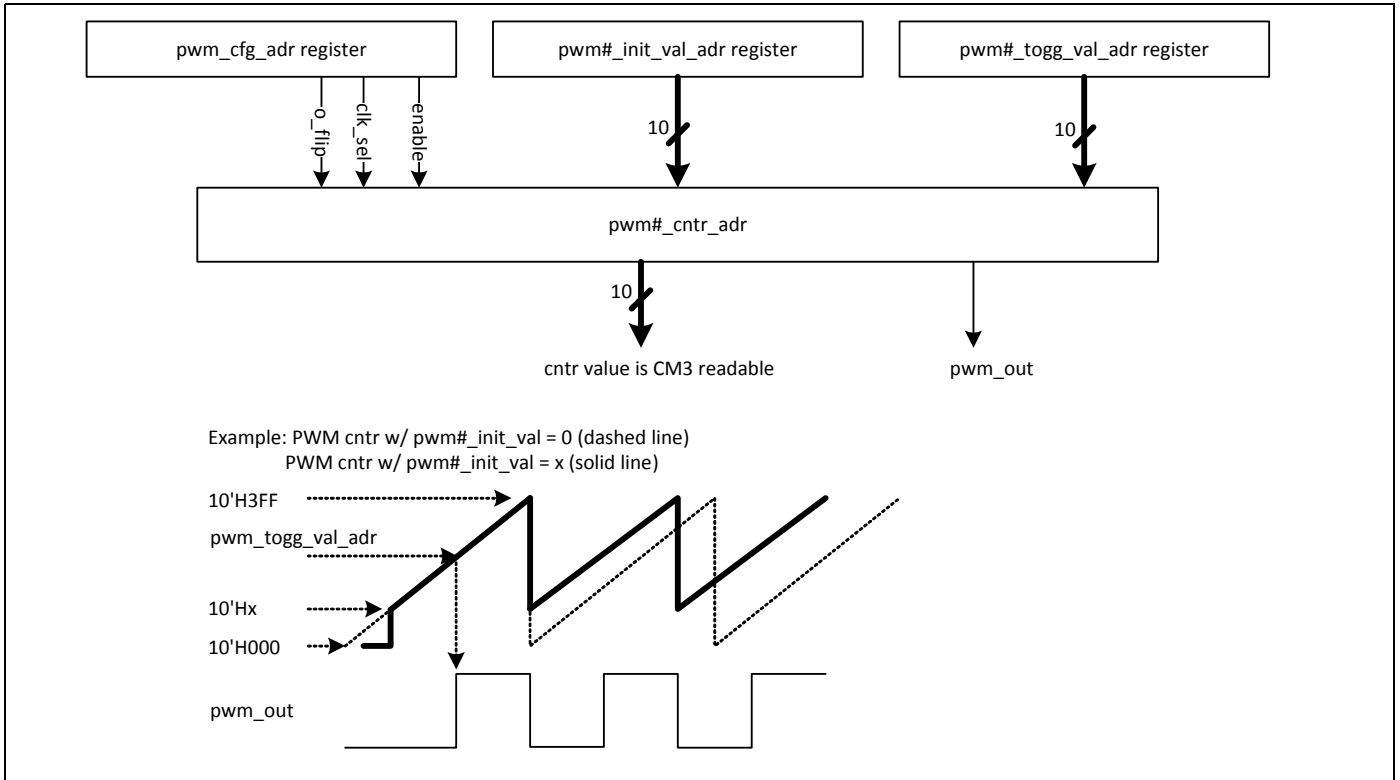 pwm_cfg_adr register
pwm#_init_val_adr register
pwm#_togg_val_adr register
o_flip
clk_sel
enable
10
10
pwm#_cntr_adr
10
cntr value is CM3 readable
pwm_out
Example: PWM cntr w/ pwm#_init_val = 0 (dashed line)
PWM cntr w/ pwm#_init_val = x (solid line)
10'H3FF
pwm_togg_val_adr
10'Hx
10'H000
pwm_out